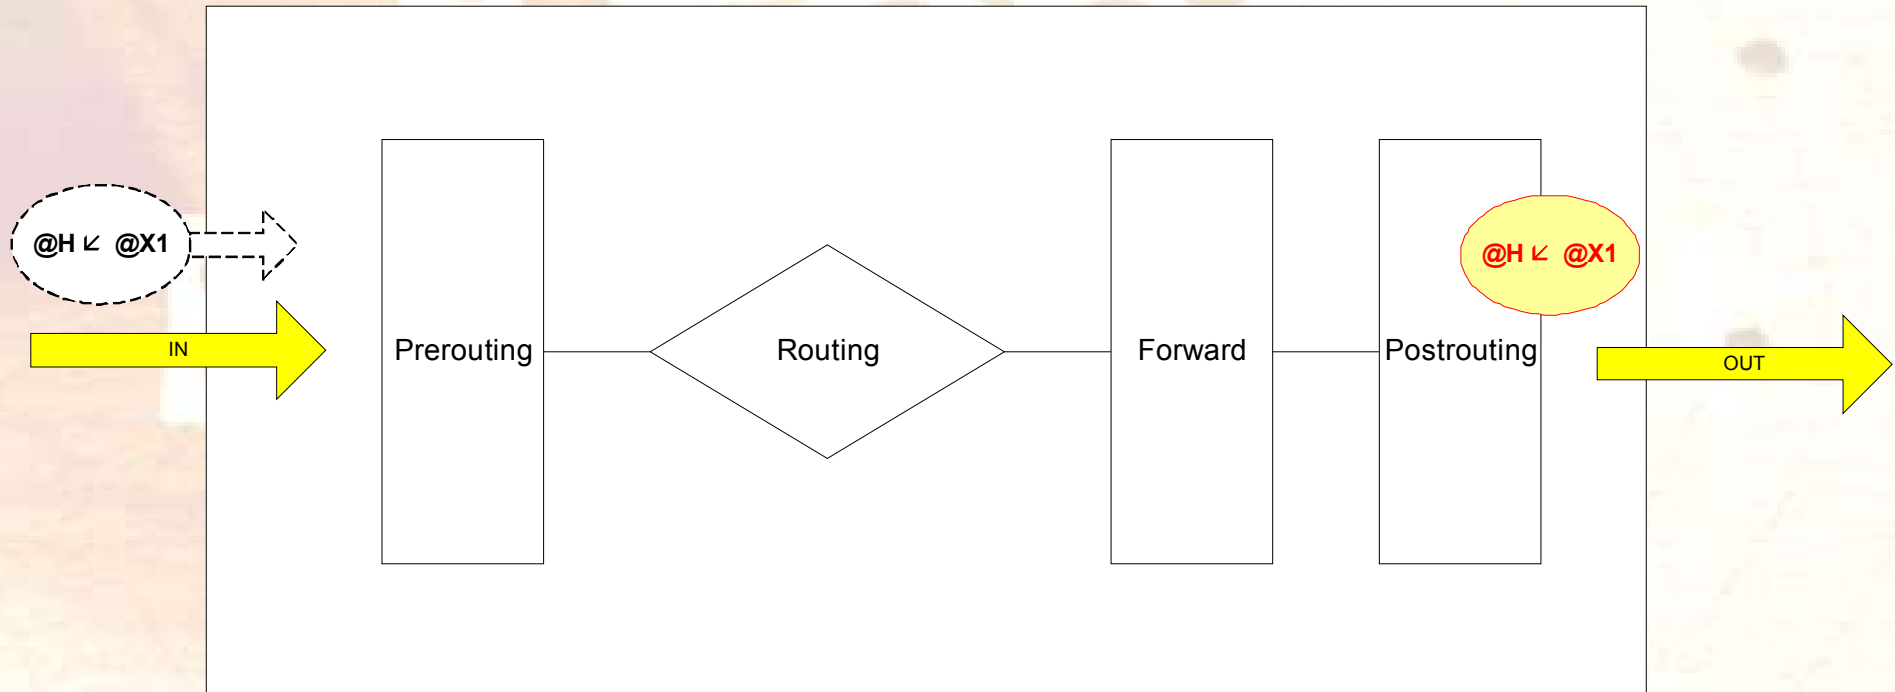 @H ↙ @X1
@H ↙ @X1
IN
Prerouting
Routing
Forward
Postrouting
OUT